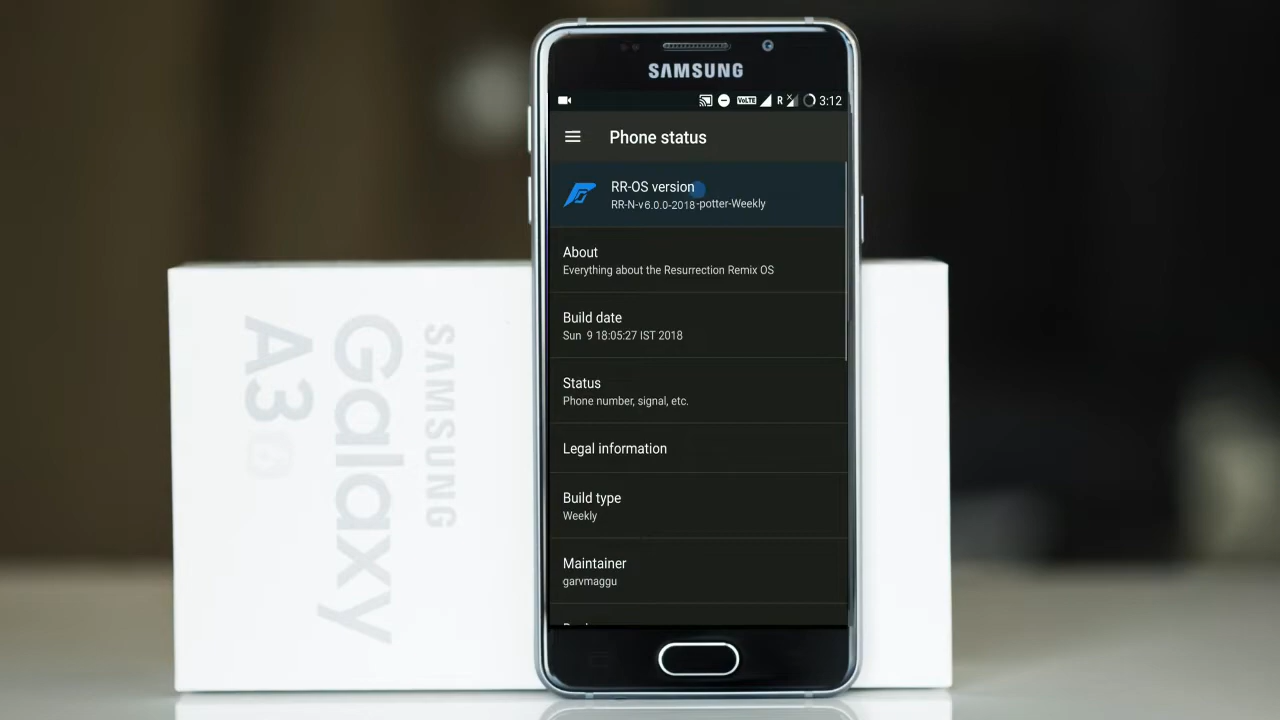 SAMSUNG
VoLTE R 3:12
Phone status
RR-OS version
RR-N-v6.0.0-2018-potter-Weekly
About
Everything about the Resurrection Remix OS
Build date
Sun 9 18:05:27 IST 2018
Status
Phone number, signal, etc.
Legal information
Build type
Weekly
Maintainer
garvmaggu
SAMSUNG
Galaxy
A3